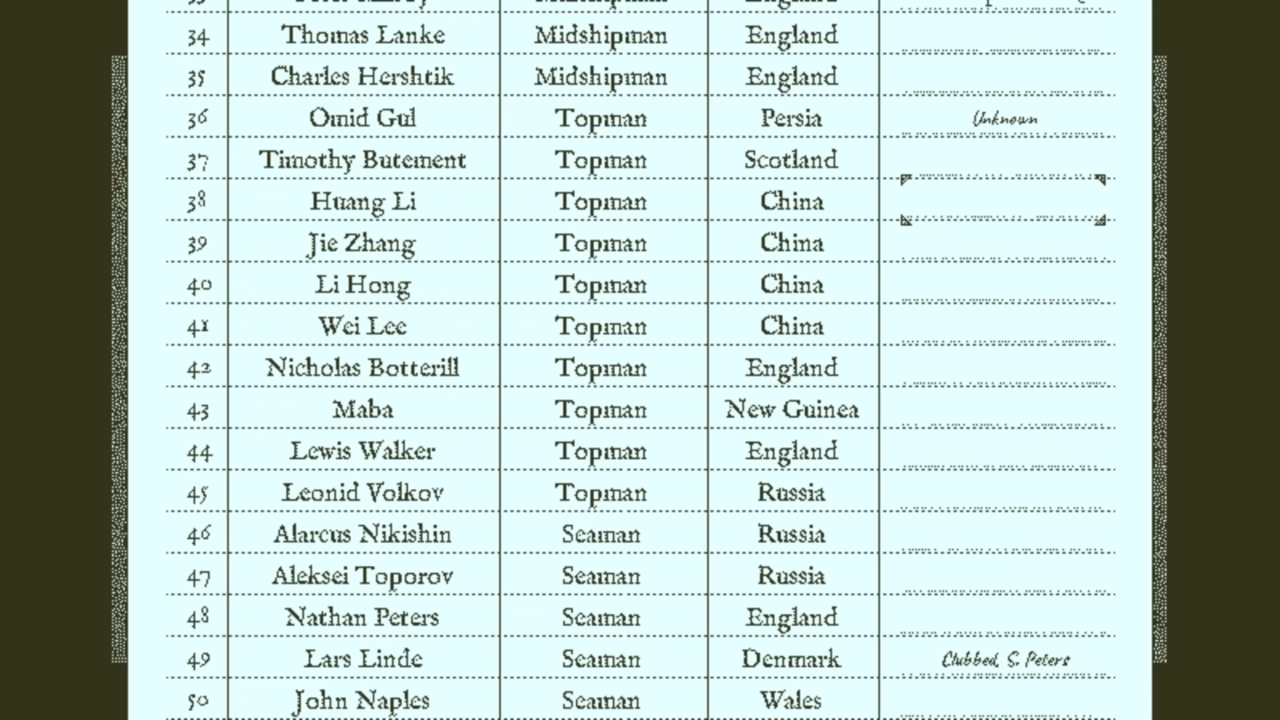 34 Thomas Lanke Midshipman England
35 Charles Hershtik Midshipman England
36 Omid Gul Topman Persia Unknown
37 Timothy Butement Topman Scotland
38 Huang Li Topman China
39 Jie Zhang Topman China
40 Li Hong Topman China
41 Wei Lee Topman China
42 Nicholas Botterill Topman England
43 Maba Topman New Guinea
44 Lewis Walker Topman England
45 Leonid Volkov Topman Russia
46 Alarcus Nikishin Seaman Russia
47 Aleksei Toporov Seaman Russia
48 Nathan Peters Seaman England
49 Lars Linde Seaman Denmark Clubbed, S. Peters
50 John Naples Seaman Wales